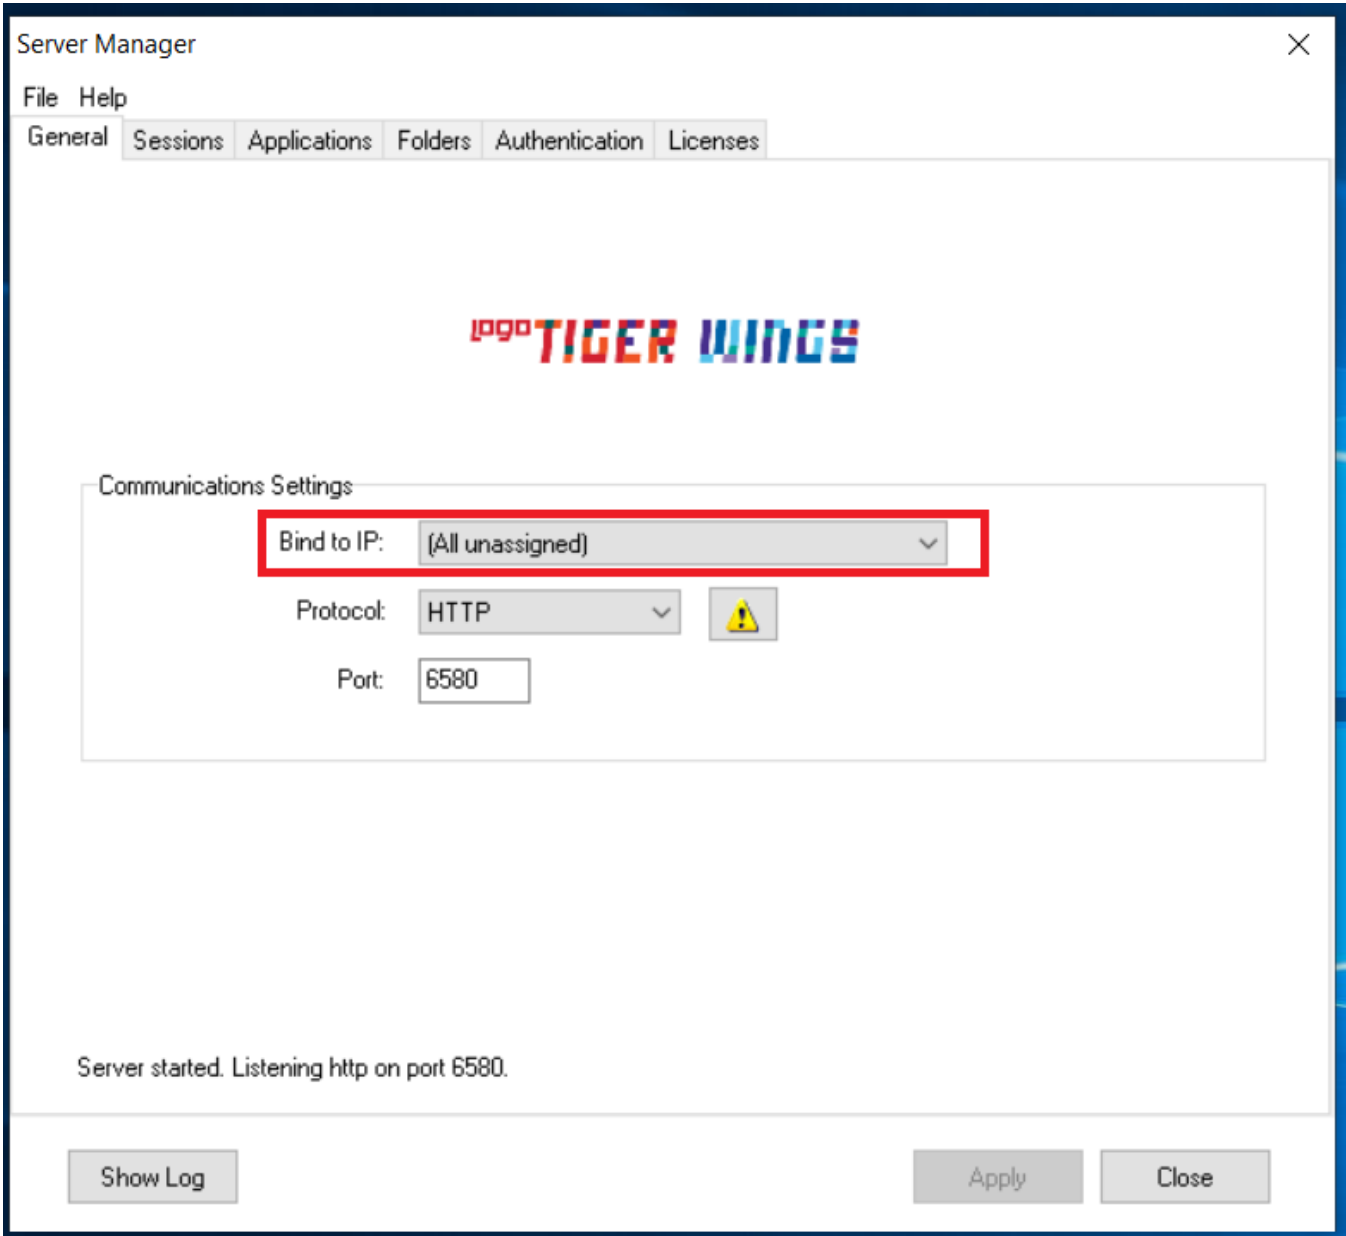 Server Manager
File Help
General Sessions Applications Folders Authentication Licenses
LOGO TIGER WINGS
Communications Settings
Bind to IP: (All unassigned)
Protocol: HTTP
Port: 6580
Server started. Listening http on port 6580.
Show Log Apply Close